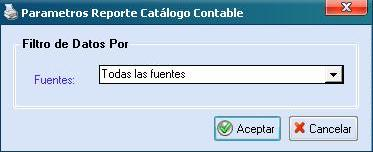 Parametros Reporte Catálogo Contable
Filtro de Datos Por
Fuentes: Todas las fuentes
Aceptar Cancelar